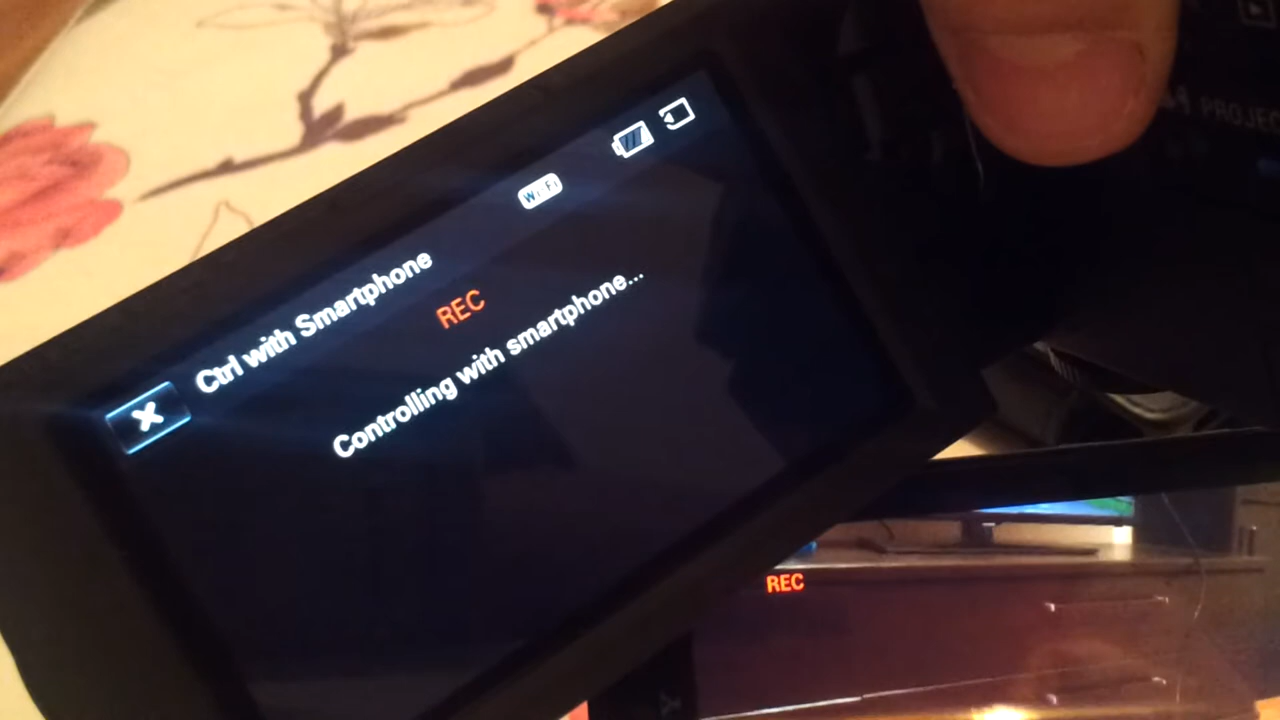 Wi-Fi
Ctrl with Smartphone
REC
Controlling with smartphone...
REC